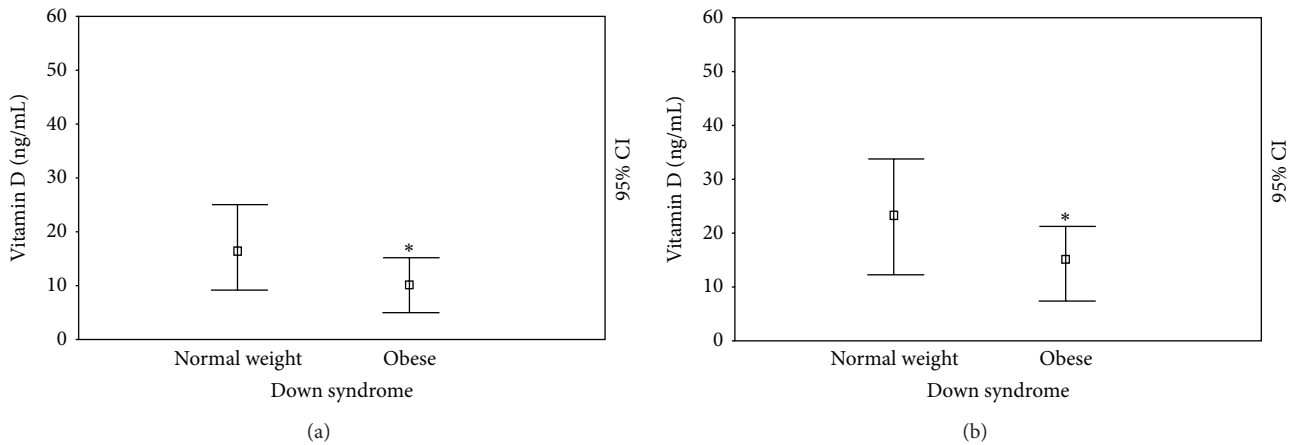 60
50
40
30
20
10
0
Vitamin D (ng/mL)
*
95% CI
Normal weight
Obese
Down syndrome
(a)
60
50
40
30
20
10
0
Vitamin D (ng/mL)
*
95% CI
Normal weight
Obese
Down syndrome
(b)